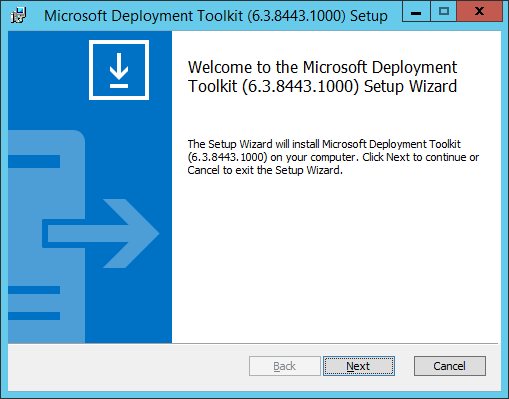 Microsoft Deployment Toolkit (6.3.8443.1000) Setup
Welcome to the Microsoft Deployment
Toolkit (6.3.8443.1000) Setup Wizard
The Setup Wizard will install Microsoft Deployment Toolkit
(6.3.8443.1000) on your computer. Click Next to continue or
Cancel to exit the Setup Wizard.
Back Next Cancel